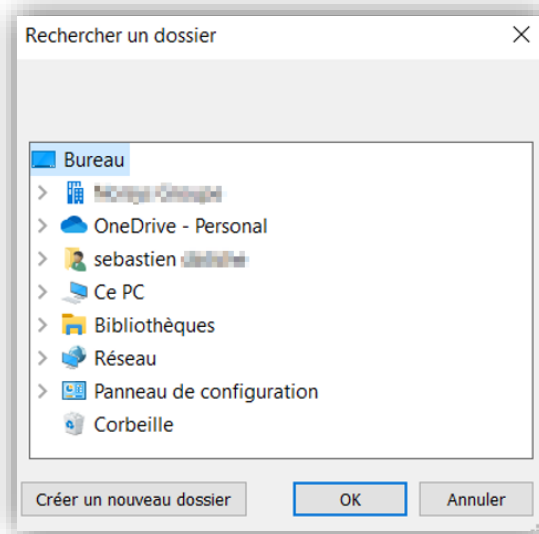 Rechercher un dossier
Bureau
OneDrive - Personal
sebastien
Ce PC
Bibliothèques
Réseau
Panneau de configuration
Corbeille
Créer un nouveau dossier
OK
Annuler